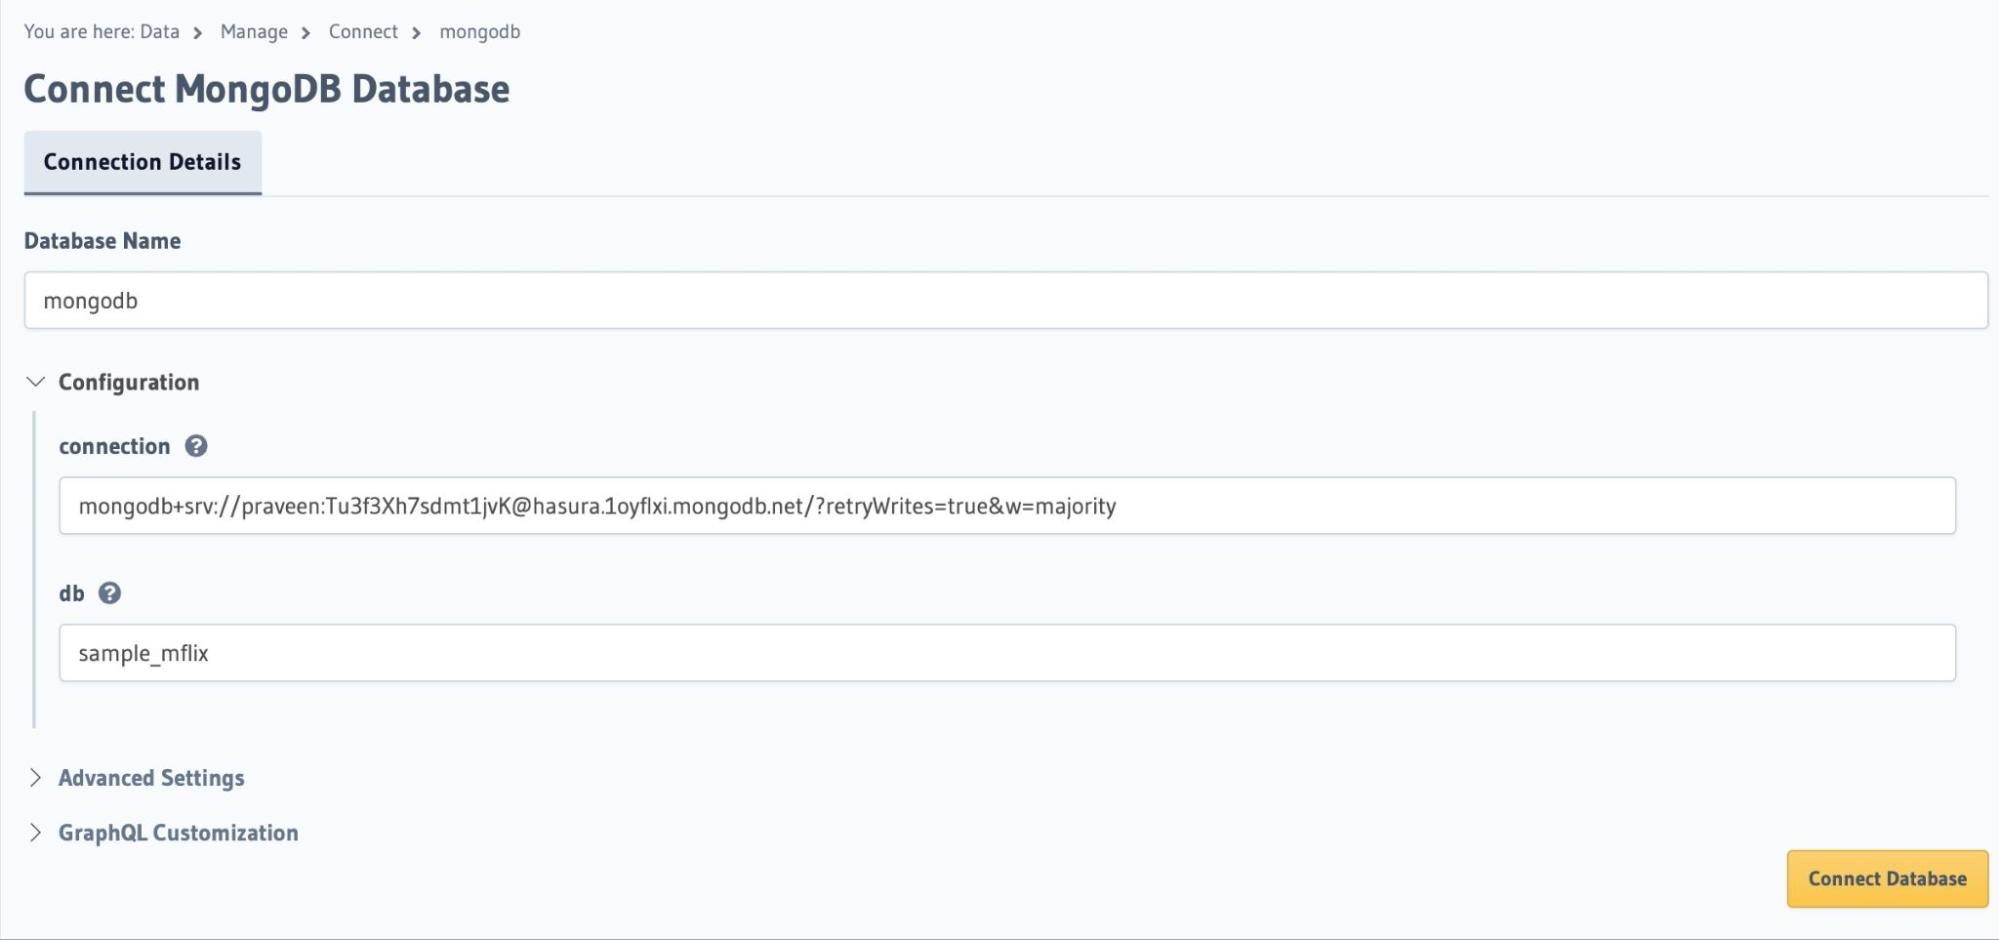 You are here: Data > Manage > Connect > mongodb
Connect MongoDB Database
Connection Details
Database Name
mongodb
Configuration
connection ?
mongodb+srv://praveen:Tu3f3Xh7sdmt1jvK@hasura.1oyflxi.mongodb.net/?retryWrites=true&w=majority
db ?
sample_mflix
Advanced Settings
GraphQL Customization
Connect Database